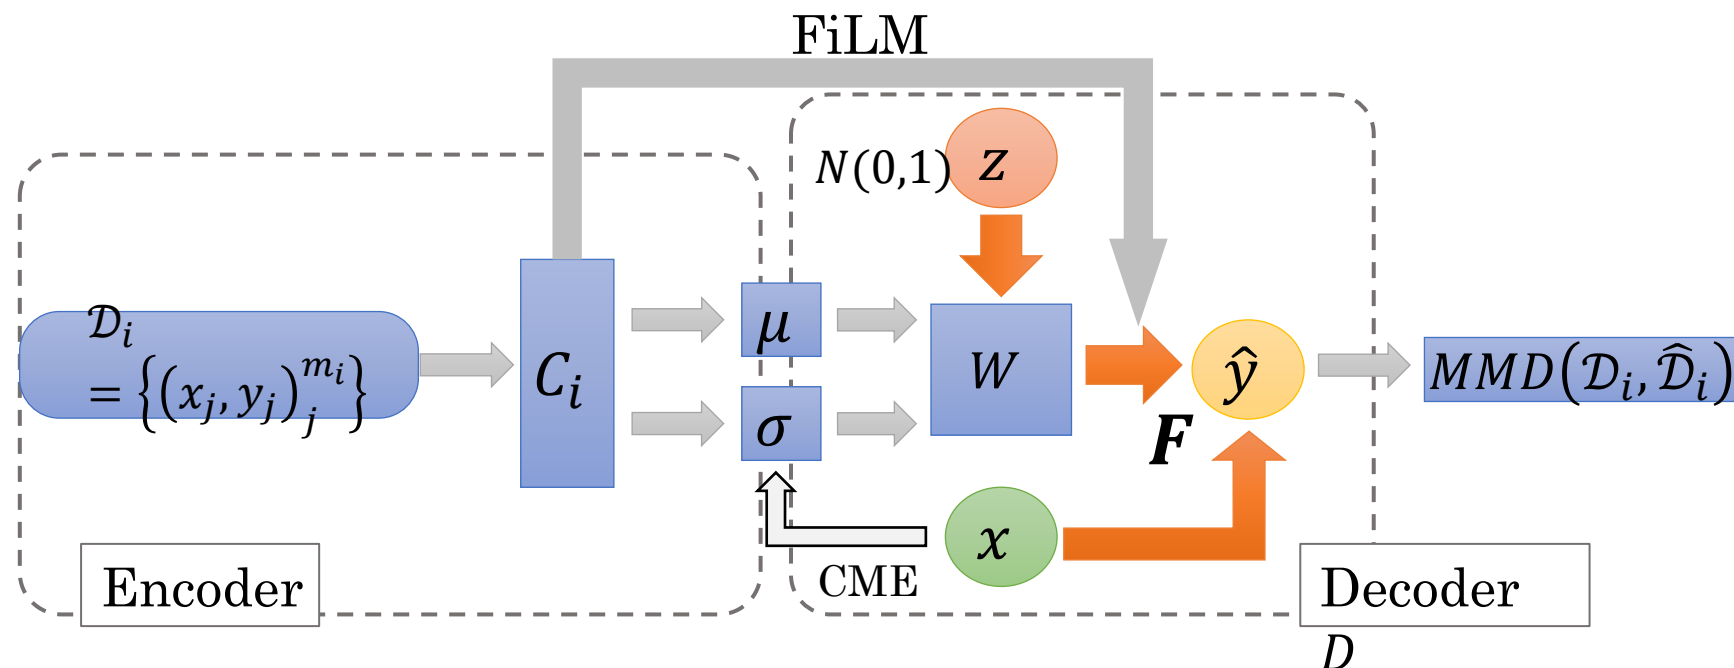 FiLM
N(0,1) z
𝒟ᵢ
= {(xⱼ, yⱼ)ⱼ^{mᵢ}}
Cᵢ
μ
σ
W
ŷ
F
MMD(𝒟ᵢ, 𝒟̂ᵢ)
x
CME
Encoder
Decoder
D